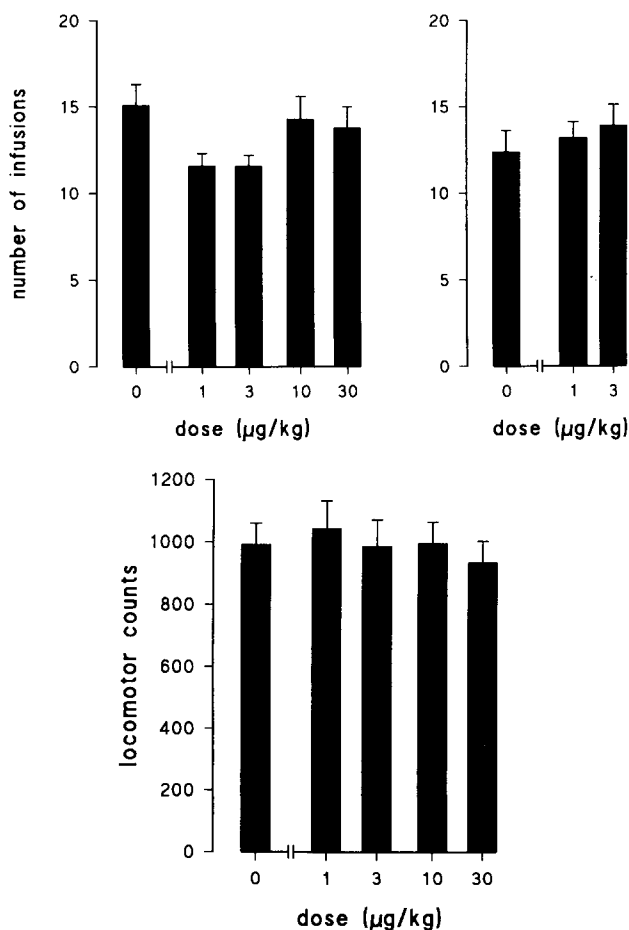 number of infusions
20
15
10
5
0
0 1 3 10 30
dose (µg/kg)
20
15
10
5
0
0 1 3
dose (µg/kg)
locomotor counts
1200
1000
800
600
400
200
0
0 1 3 10 30
dose (µg/kg)